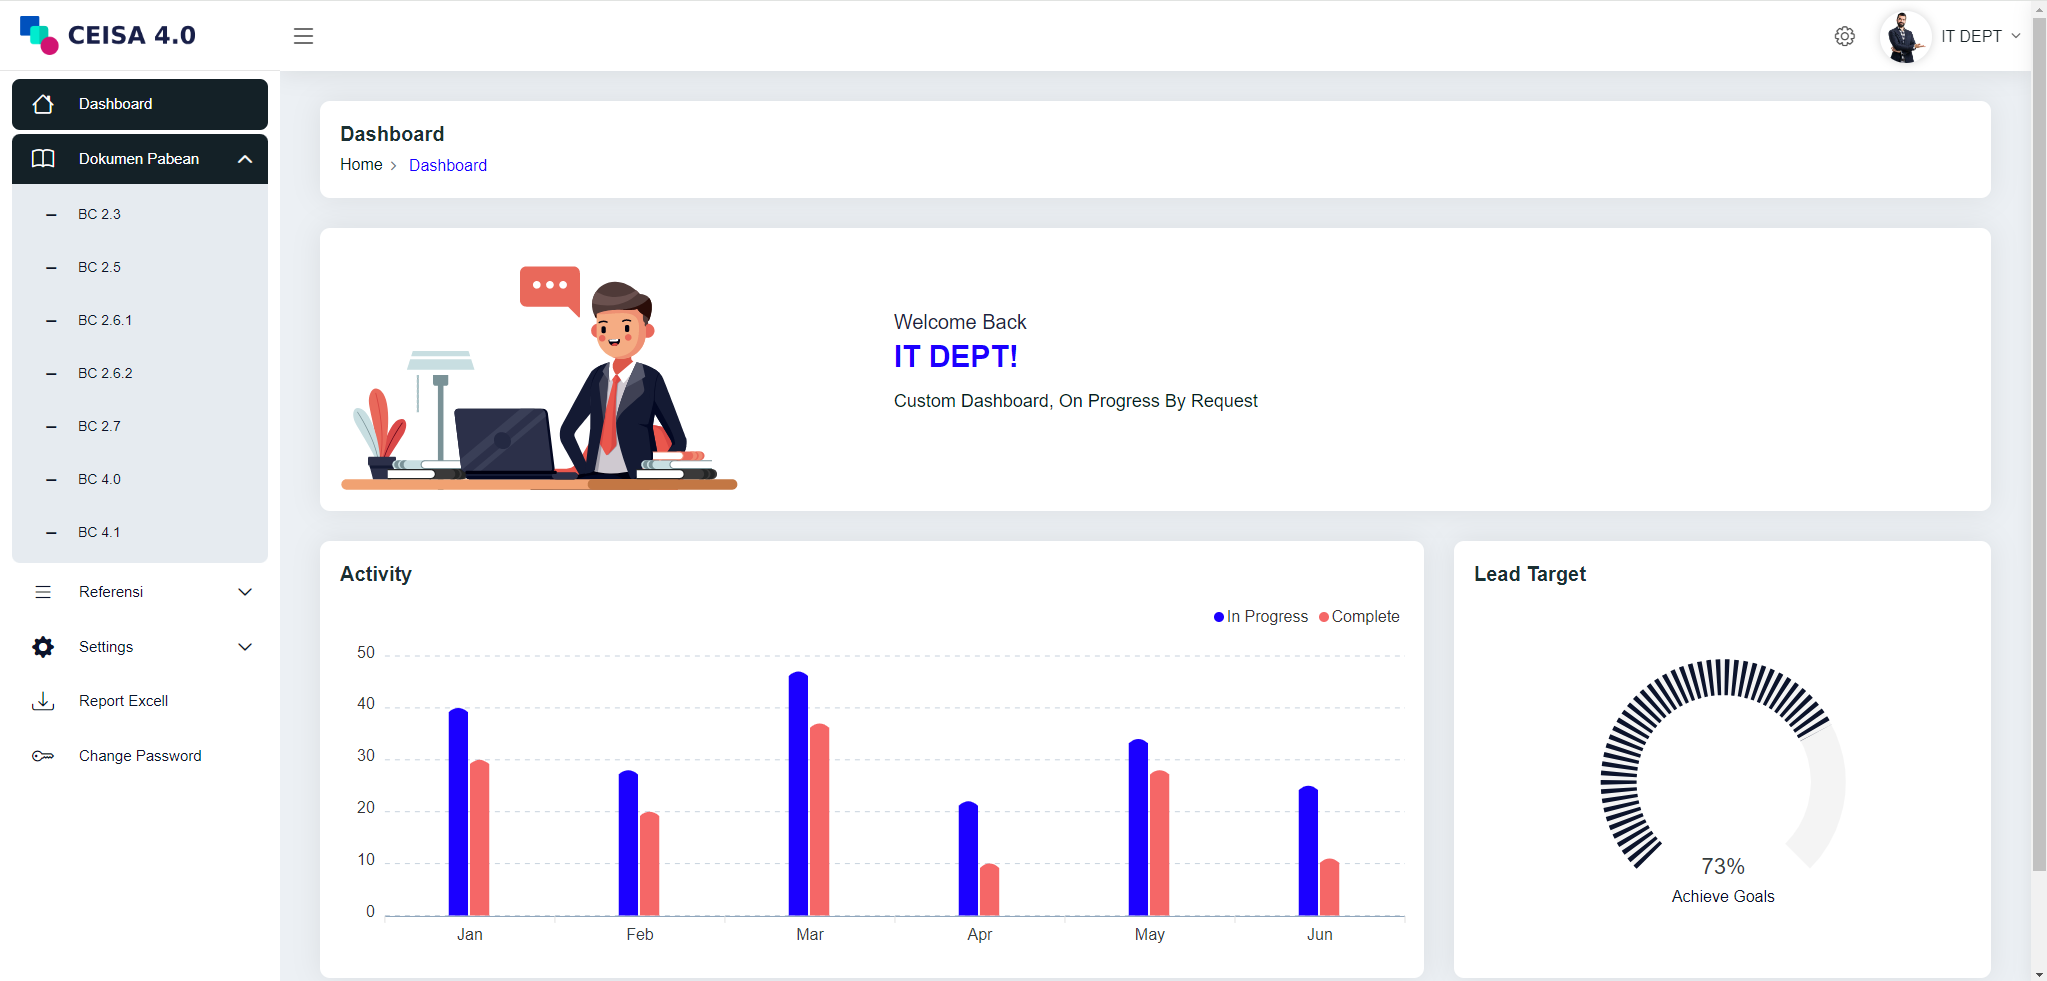 CEISA 4.0
IT DEPT
Dashboard
Dokumen Pabean
BC 2.3
BC 2.5
BC 2.6.1
BC 2.6.2
BC 2.7
BC 4.0
BC 4.1
Referensi
Settings
Report Excell
Change Password
Dashboard
Home > Dashboard
Welcome Back
IT DEPT!
Custom Dashboard, On Progress By Request
Activity
In Progress Complete
50
40
30
20
10
0
Jan Feb Mar Apr May Jun
Lead Target
73%
Achieve Goals